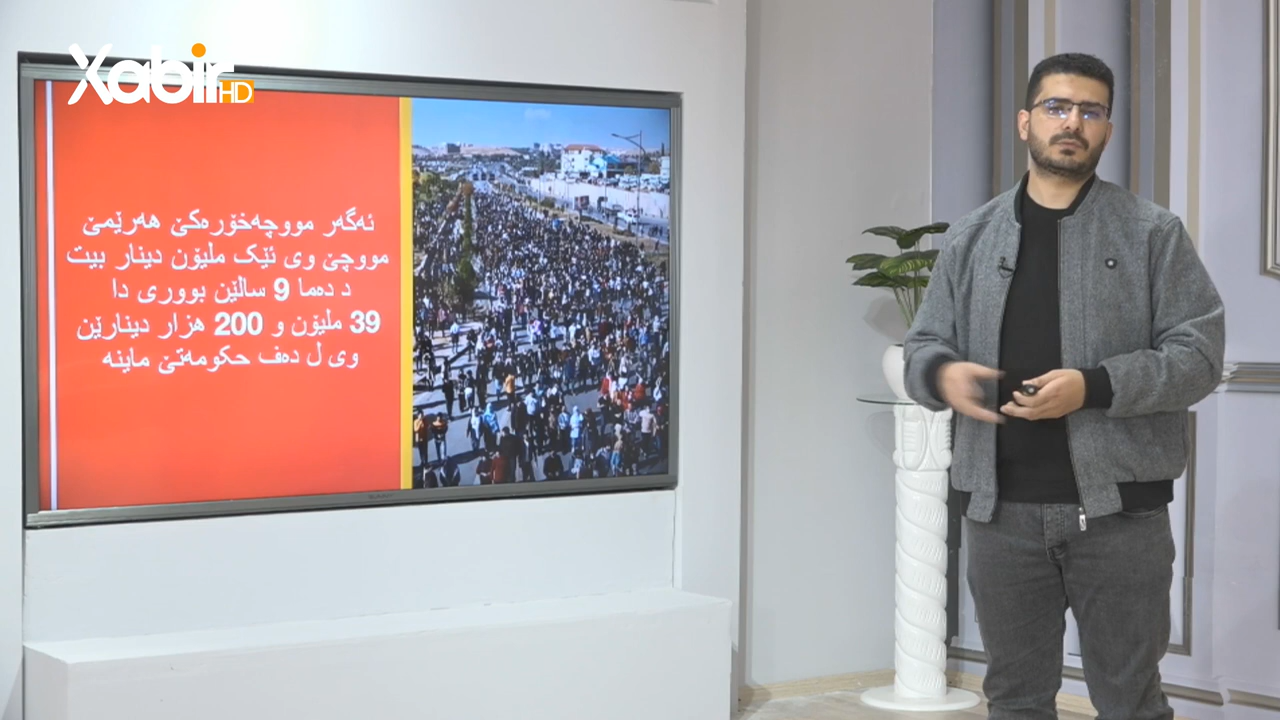 Xabir HD
ئەگەر مووچەخۆرەکێ هەرێمێ
مووچێ وی ئێک ملیۆن دینار بیت
د دەما 9 سالێن بووری دا
39 ملیۆن و 200 هزار دینارێن
وی ل دەف حکومەتێ ماینە